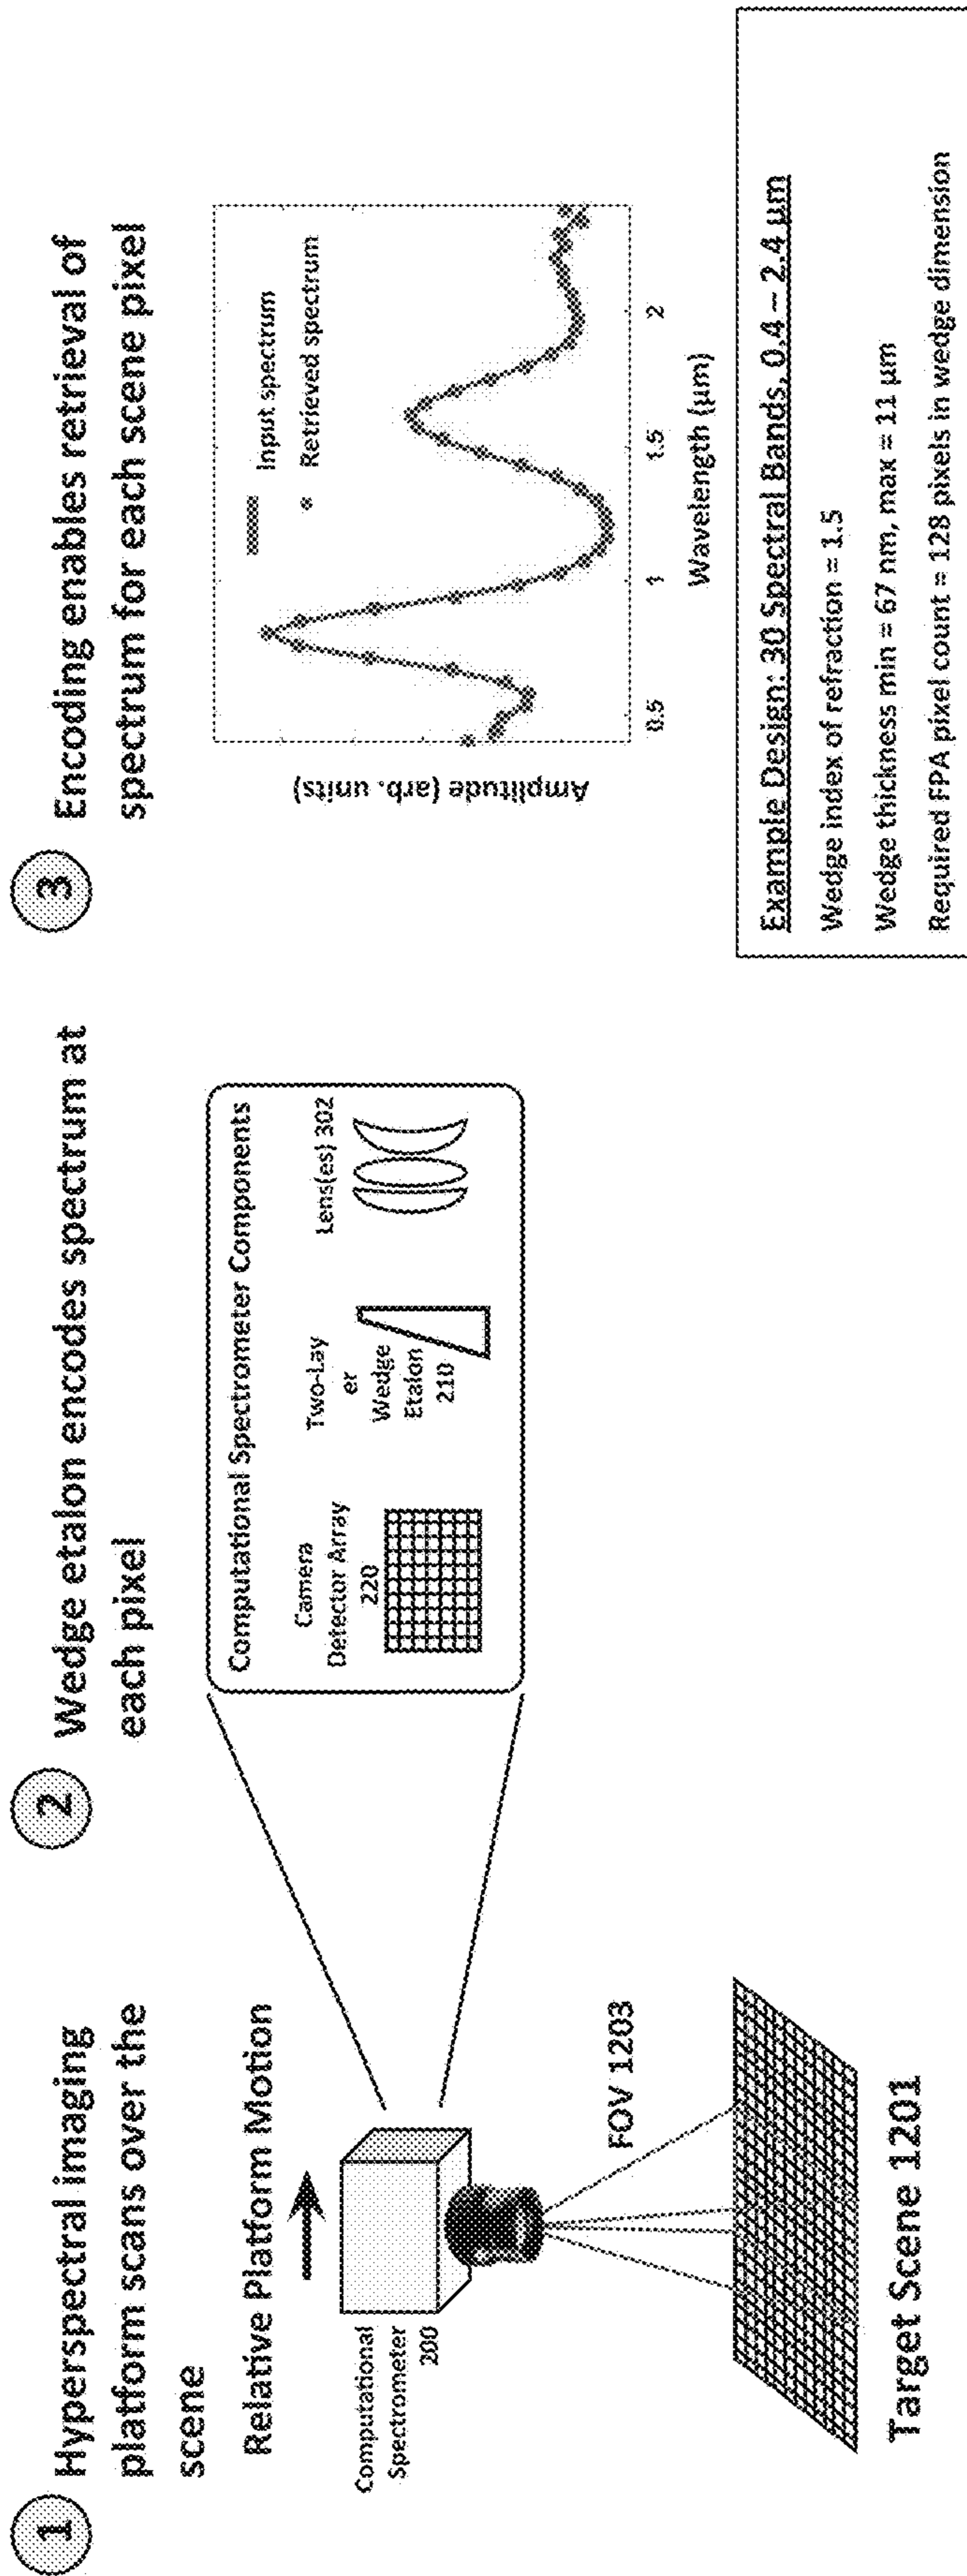 1
Hyperspectral imaging
platform scans over the
scene
Relative Platform Motion
Computational
Spectrometer
200
FOV 1203
Target Scene 1201
2
Wedge etalon encodes spectrum at
each pixel
Computational Spectrometer Components
Camera
Detector Array
220
Two-Lay
er
Wedge
Etalon
210
Lens(es) 302
3
Encoding enables retrieval of
spectrum for each scene pixel
Amplitude (arb. units)
Input spectrum
Retrieved spectrum
0.5 1 1.5 2
Wavelength (µm)
Example Design: 30 Spectral Bands, 0.4 – 2.4 µm
Wedge index of refraction = 1.5
Wedge thickness min = 67 nm, max = 11 µm
Required FPA pixel count = 128 pixels in wedge dimension